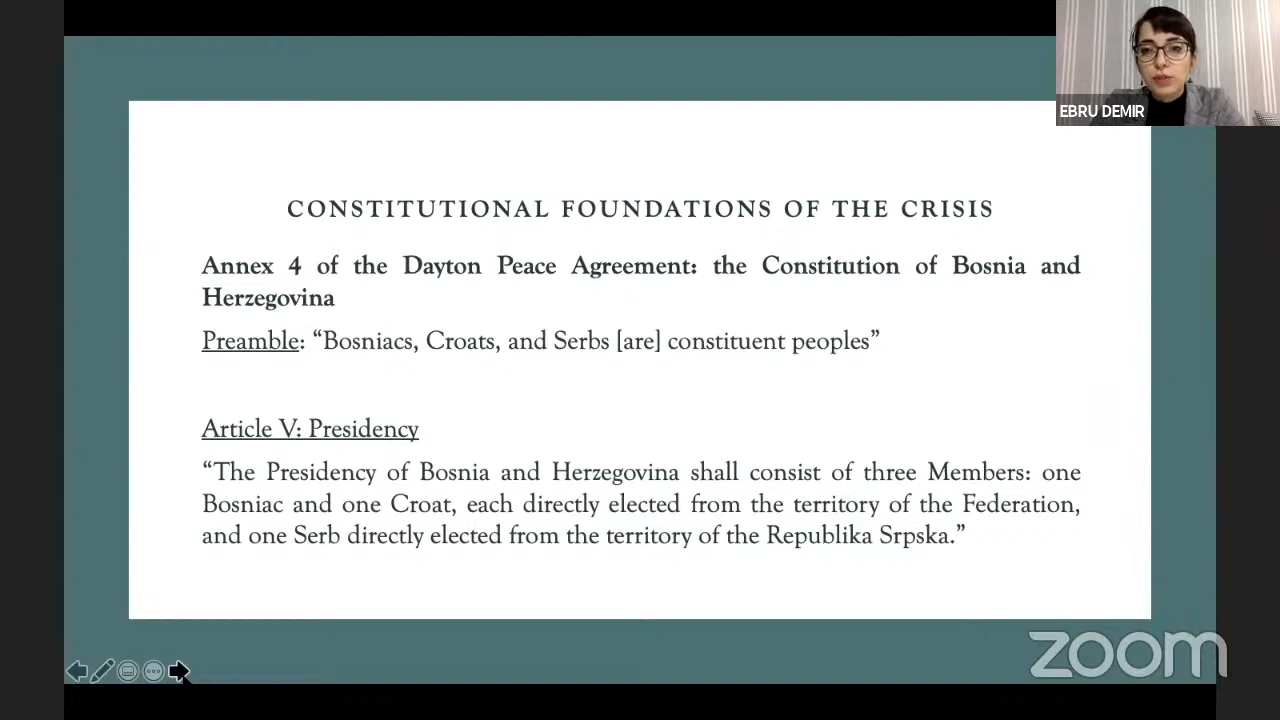 EBRU DEMIR
CONSTITUTIONAL FOUNDATIONS OF THE CRISIS
Annex 4 of the Dayton Peace Agreement: the Constitution of Bosnia and
Herzegovina
Preamble: “Bosniacs, Croats, and Serbs [are] constituent peoples”
Article V: Presidency
“The Presidency of Bosnia and Herzegovina shall consist of three Members: one
Bosniac and one Croat, each directly elected from the territory of the Federation,
and one Serb directly elected from the territory of the Republika Srpska.”
zoom